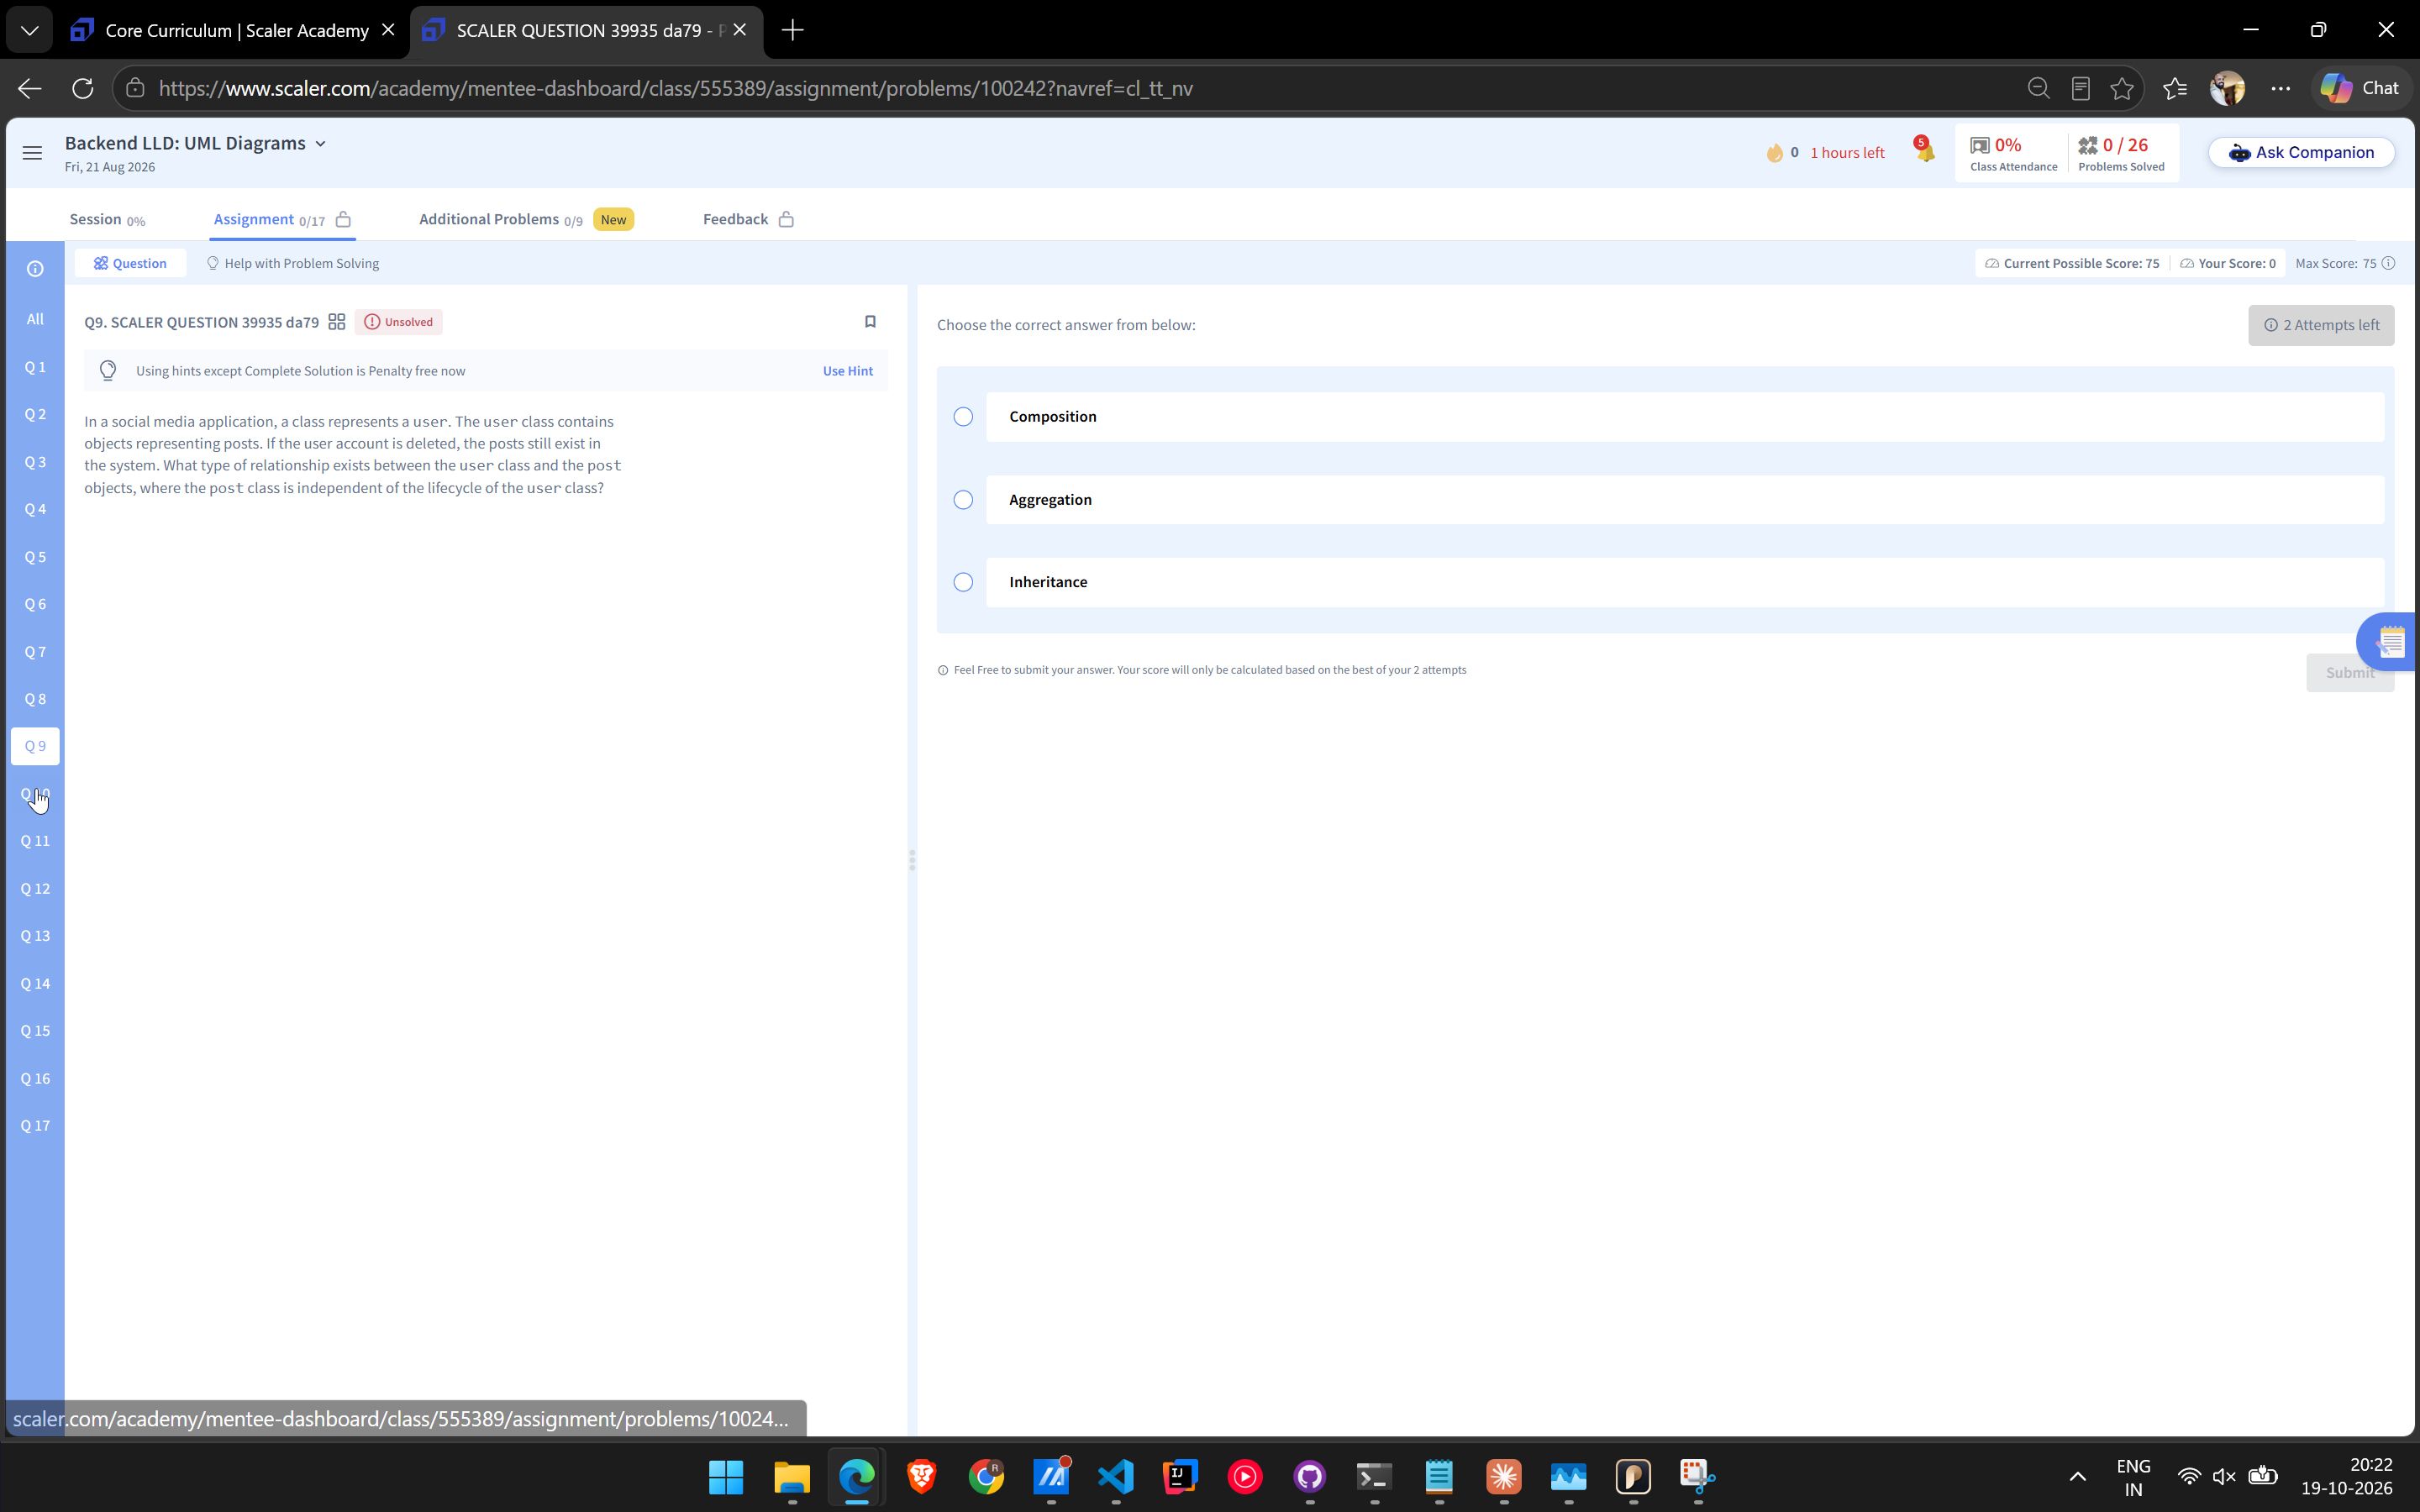 Core Curriculum | Scaler Academy
SCALER QUESTION 39935 da79 -
https://www.scaler.com/academy/mentee-dashboard/class/555389/assignment/problems/100242?navref=cl_tt_nv
Chat
Backend LLD: UML Diagrams
Fri, 21 Aug 2026
0 1 hours left
5
0%
Class Attendance
0 / 26
Problems Solved
Ask Companion
Session 0%
Assignment 0/17
Additional Problems 0/9 New
Feedback
Question
Help with Problem Solving
Current Possible Score: 75
Your Score: 0
Max Score: 75
All
Q 1
Q 2
Q 3
Q 4
Q 5
Q 6
Q 7
Q 8
Q 9
Q 11
Q 12
Q 13
Q 14
Q 15
Q 16
Q 17
Q9. SCALER QUESTION 39935 da79
Unsolved
Using hints except Complete Solution is Penalty free now
Use Hint
In a social media application, a class represents a user. The user class contains
objects representing posts. If the user account is deleted, the posts still exist in
the system. What type of relationship exists between the user class and the post
objects, where the post class is independent of the lifecycle of the user class?
Choose the correct answer from below:
2 Attempts left
Composition
Aggregation
Inheritance
Feel Free to submit your answer. Your score will only be calculated based on the best of your 2 attempts
Submit
scaler.com/academy/mentee-dashboard/class/555389/assignment/problems/10024...
R
IJ
ENG
IN
20:22
19-10-2026